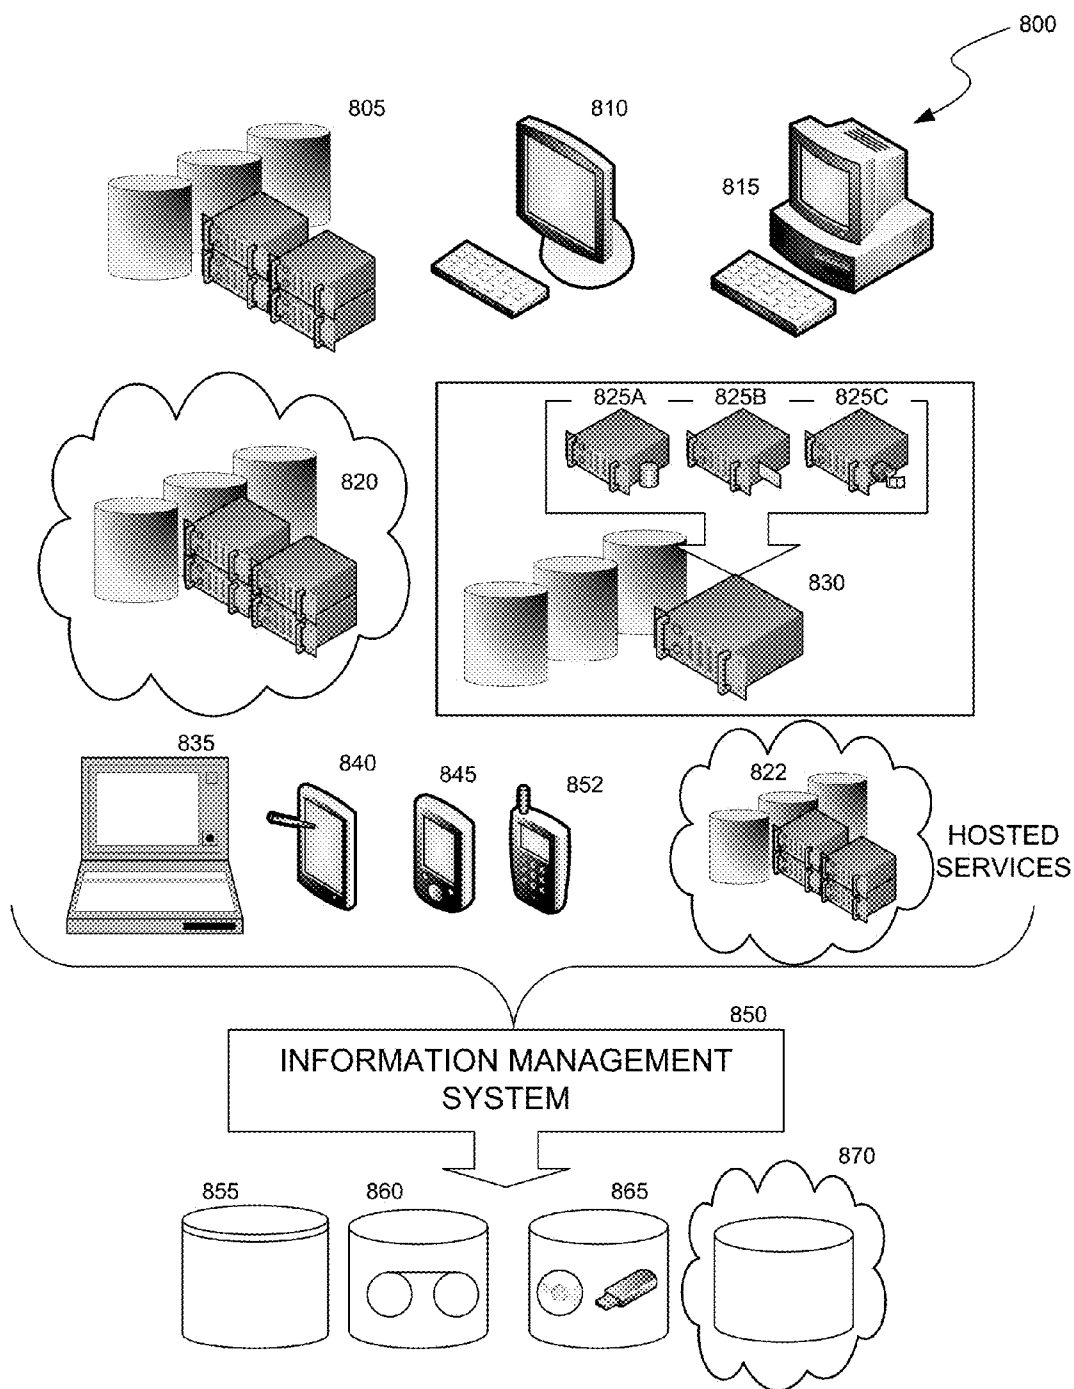 800
805
810
815
820
825A
825B
825C
830
835
840
845
852
822
HOSTED
SERVICES
850
INFORMATION MANAGEMENT
SYSTEM
855
860
865
870